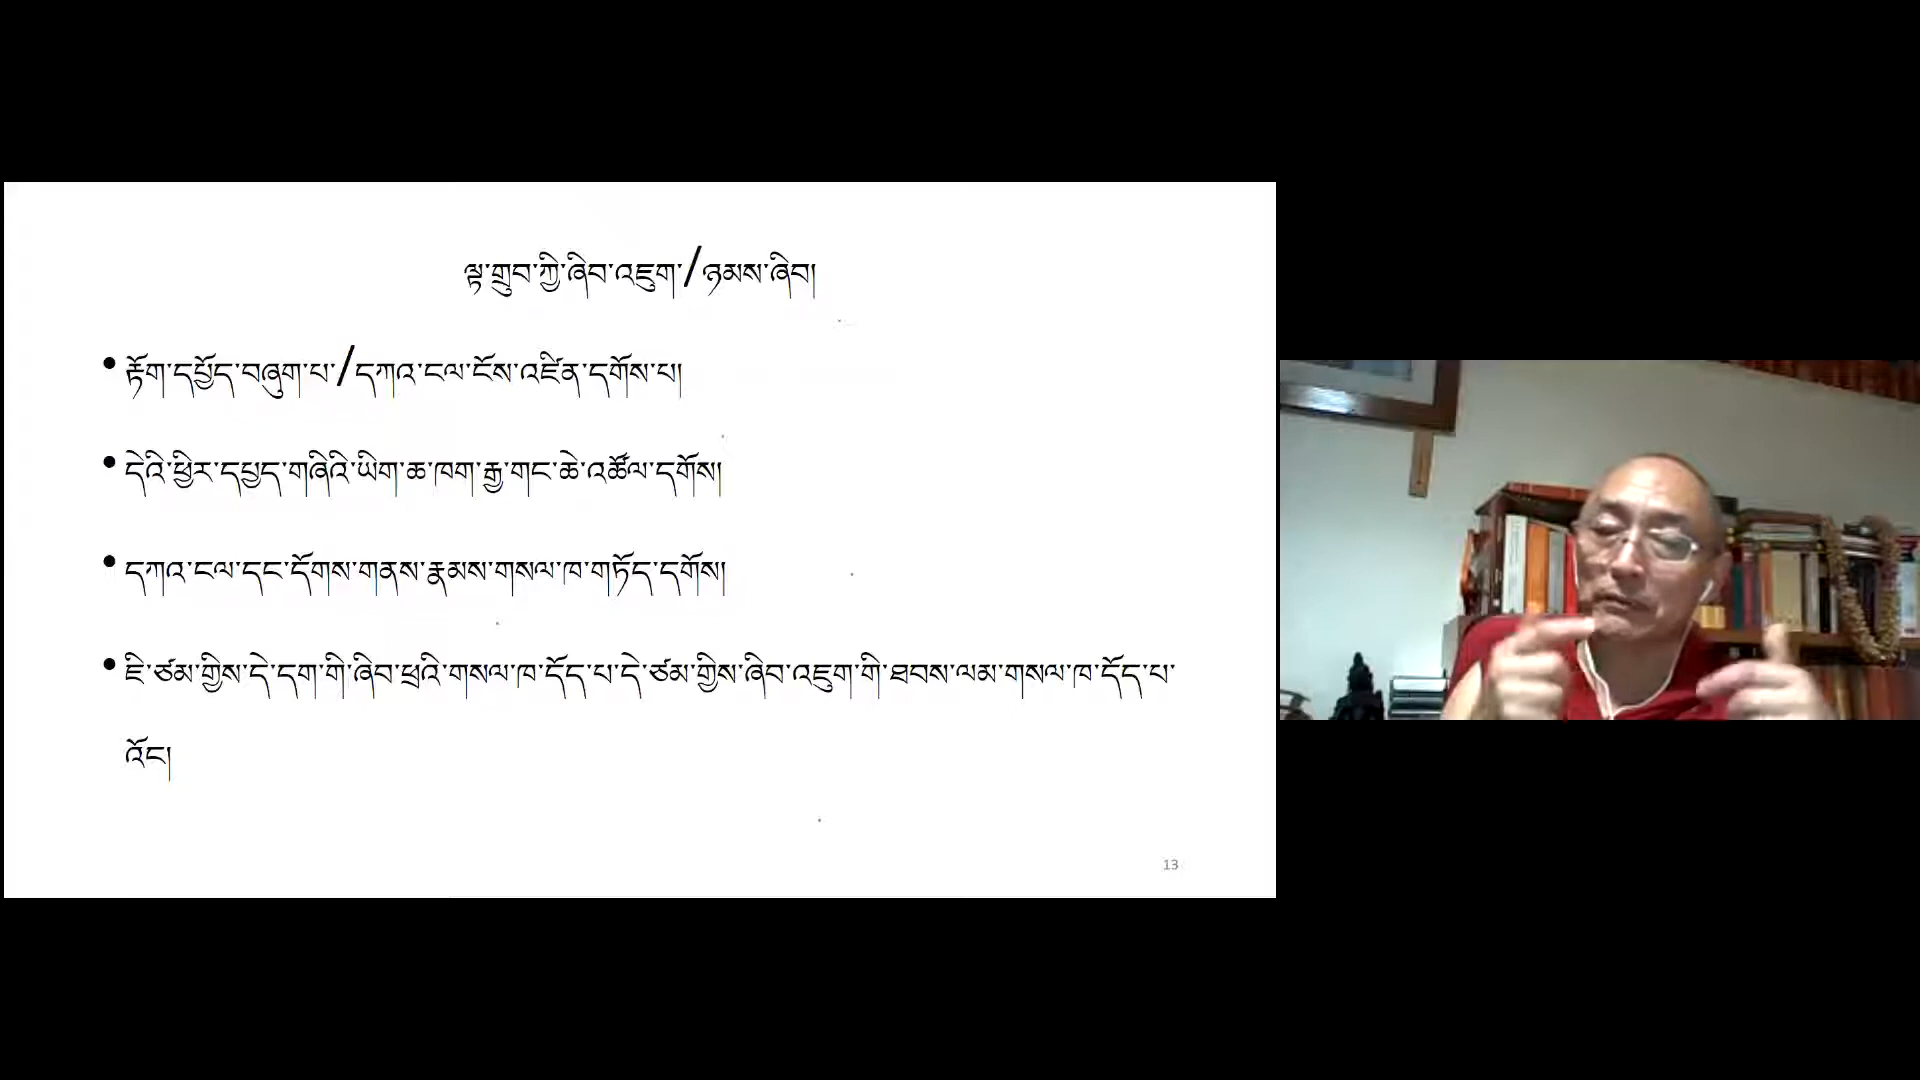 ལྟ་གྲུབ་ཀྱི་ཞིབ་འཇུག་/ཉམས་ཞིབ།
• རྟོག་དཔྱོད་བཞུག་པ་/དཀའ་ངལ་ངོས་འཛིན་དགོས་པ།
• དེའི་ཕྱིར་དཔྱད་གཞིའི་ཡིག་ཆ་ཁག་རྒྱ་གང་ཆེ་འཚོལ་དགོས།
• དཀའ་ངལ་དང་དོགས་གནས་རྣམས་གསལ་ཁ་གཏོད་དགོས།
• ཇི་ཙམ་གྱིས་དེ་དག་གི་ཞིབ་ཕྲའི་གསལ་ཁ་དོད་པ་དེ་ཙམ་གྱིས་ཞིབ་འཇུག་གི་ཐབས་ལམ་གསལ་ཁ་དོད་པ་
འོང།
13